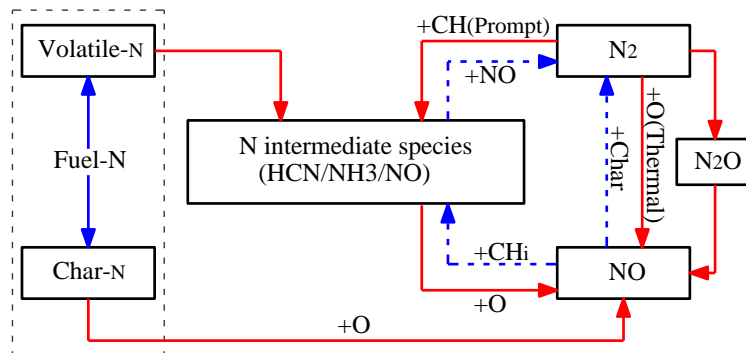 Volatile-N
+CH(Prompt)
N2
+NO
Fuel-N
N intermediate species
(HCN/NH3/NO)
+Char
+O(Thermal)
N2O
Char-N
+CHi
NO
+O
+O